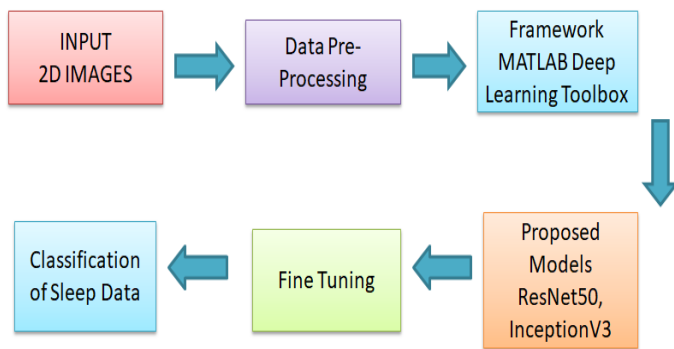 INPUT
2D IMAGES
Data Pre-
Processing
Framework
MATLAB Deep
Learning Toolbox
Proposed
Models
ResNet50,
InceptionV3
Fine Tuning
Classification
of Sleep Data